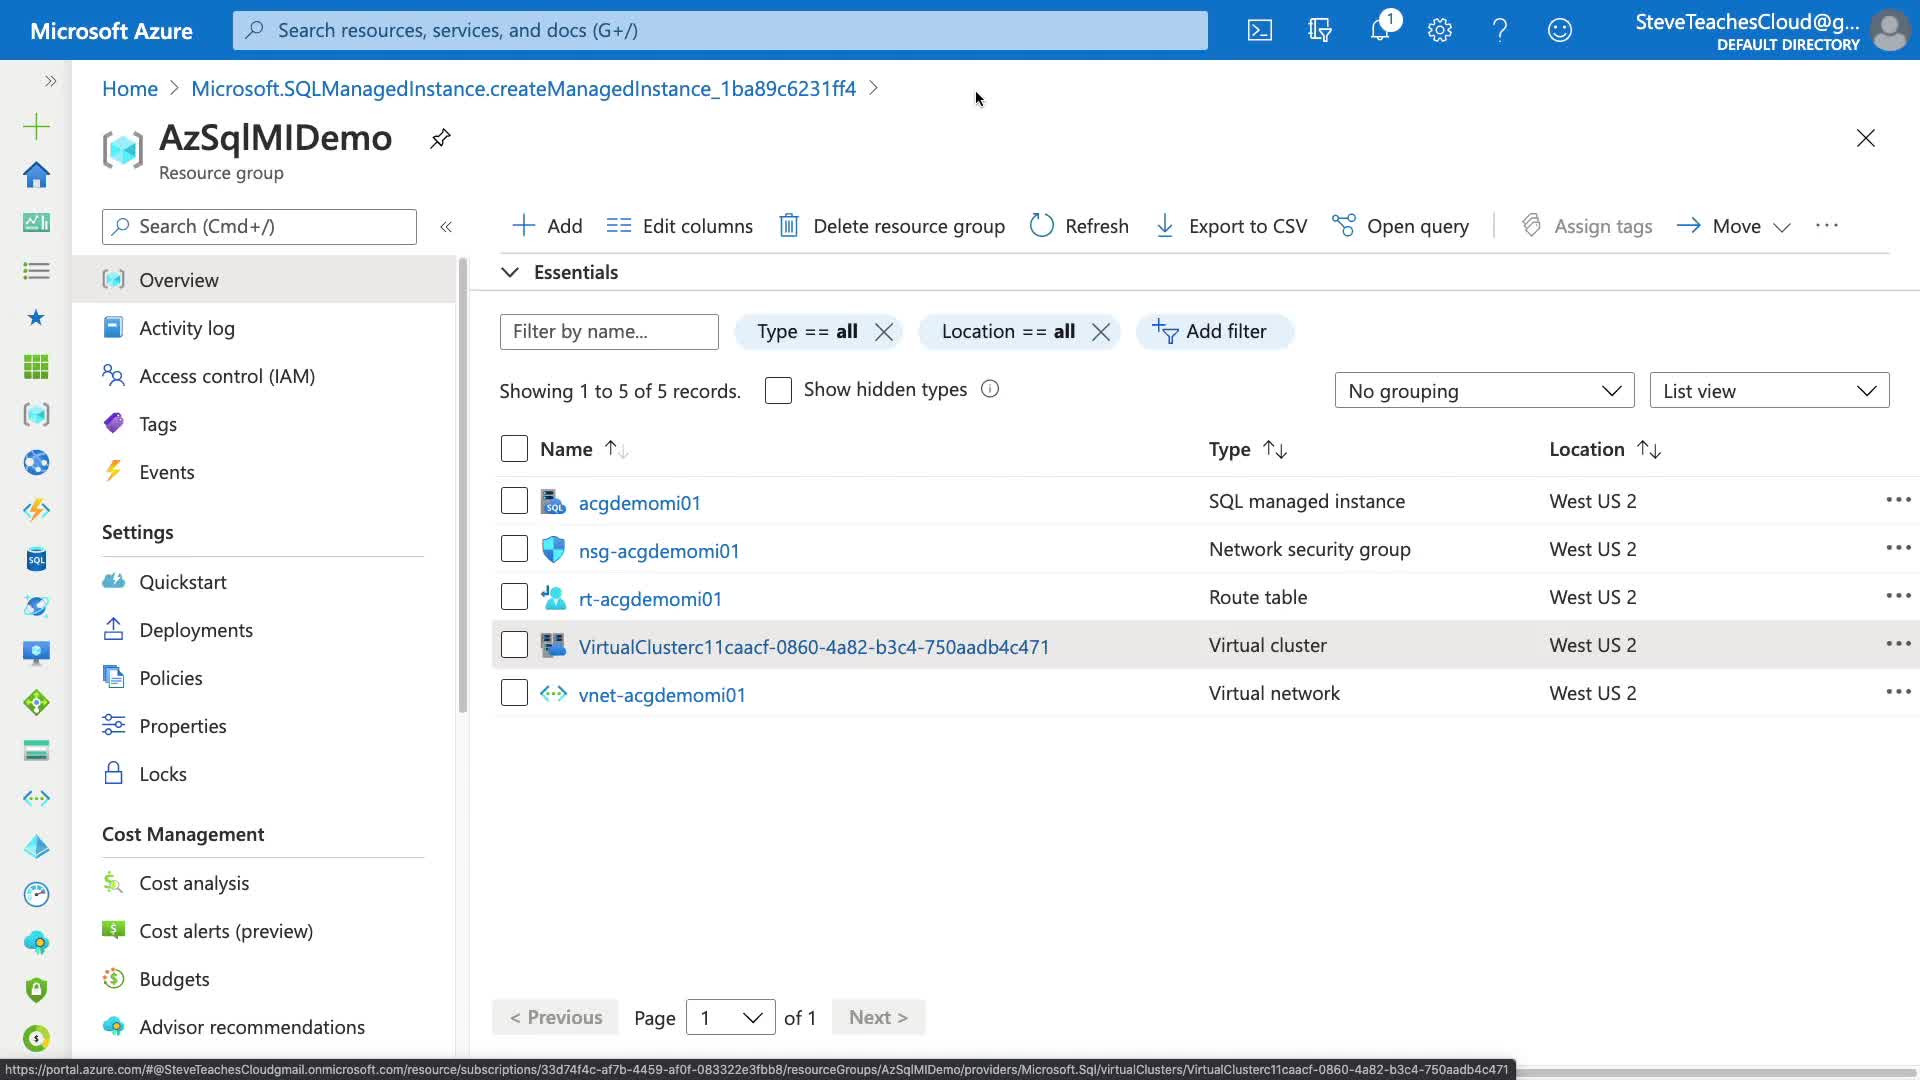 Microsoft Azure
Search resources, services, and docs (G+/)
1
SteveTeachesCloud@g...
DEFAULT DIRECTORY
Home > Microsoft.SQLManagedInstance.createManagedInstance_1ba89c6231ff4 >
AzSqlMIDemo
Resource group
Search (Cmd+/)
«
Add
Edit columns
Delete resource group
Refresh
Export to CSV
Open query
Assign tags
Move
...
Overview
Activity log
Access control (IAM)
Tags
Events
Settings
Quickstart
Deployments
Policies
Properties
Locks
Cost Management
Cost analysis
Cost alerts (preview)
Budgets
Advisor recommendations
Essentials
Filter by name...
Type == all
Location == all
Add filter
Showing 1 to 5 of 5 records.
Show hidden types
No grouping
List view
Name Type Location
acgdemomi01 SQL managed instance West US 2
nsg-acgdemomi01 Network security group West US 2
rt-acgdemomi01 Route table West US 2
VirtualClusterc11caacf-0860-4a82-b3c4-750aadb4c471 Virtual cluster West US 2
vnet-acgdemomi01 Virtual network West US 2
< Previous Page 1 of 1 Next >
https://portal.azure.com/#@SteveTeachesCloudgmail.onmicrosoft.com/resource/subscriptions/33d74f4c-af7b-4459-af0f-083322e3fbb8/resourceGroups/AzSqlMIDemo/providers/Microsoft.Sql/virtualClusters/VirtualClusterc11caacf-0860-4a82-b3c4-750aadb4c471